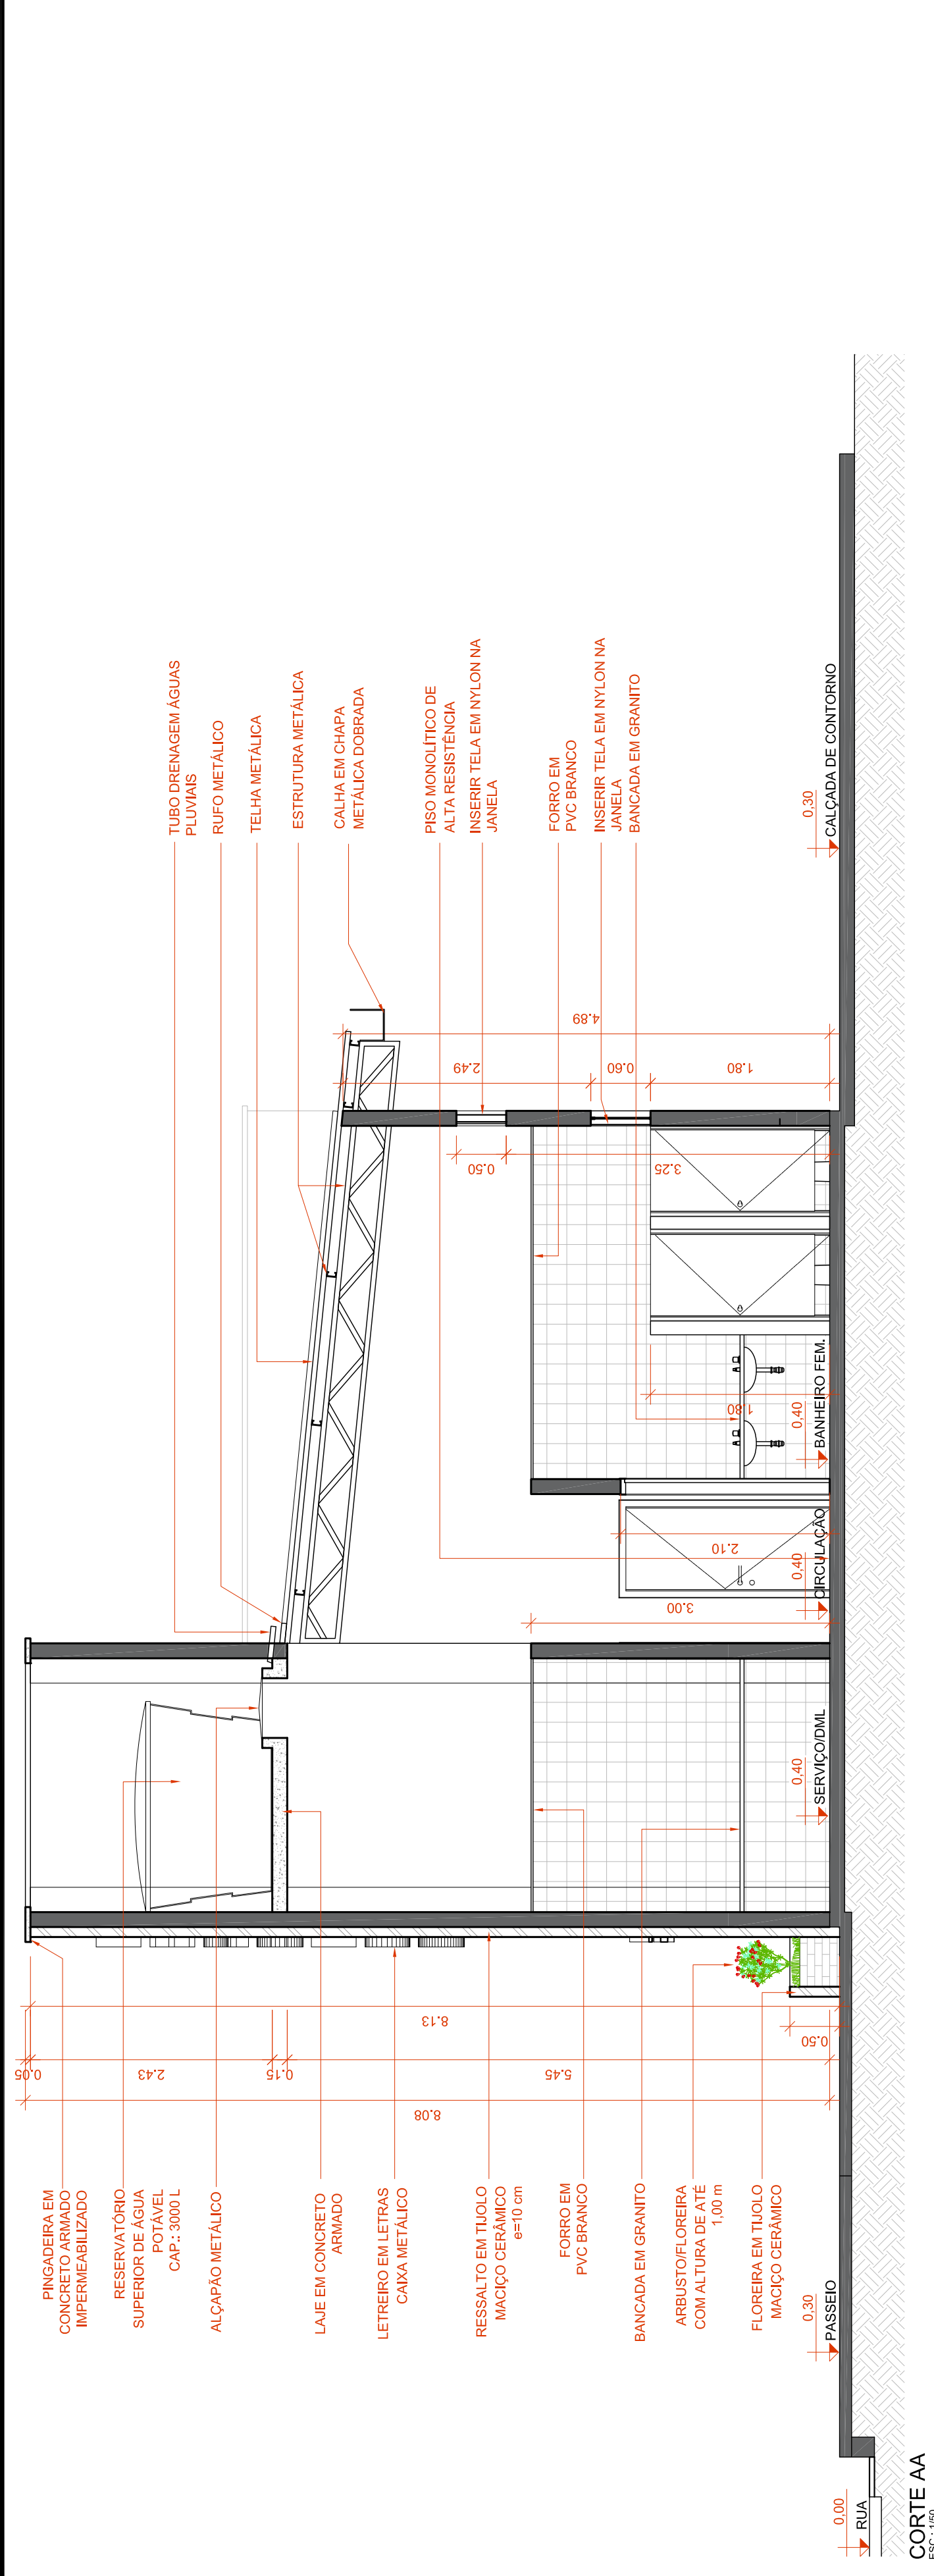 PINGADEIRA EM
CONCRETO ARMADO
IMPERMEABILIZADO
RESERVATÓRIO
SUPERIOR DE ÁGUA
POTÁVEL
CAP.: 3000 L
ALÇAPÃO METÁLICO
LAJE EM CONCRETO
ARMADO
LETREIRO EM LETRAS
CAIXA METÁLICO
RESSALTO EM TIJOLO
MACIÇO CERÂMICO
e=10 cm
FORRO EM
PVC BRANCO
BANCADA EM GRANITO
ARBUSTO/FLOREIRA
COM ALTURA DE ATÉ
1,00 m
FLOREIRA EM TIJOLO
MACIÇO CERÂMICO
0.05
2.43
0.15
5.45
8.08
8.13
0.50
TUBO DRENAGEM ÁGUAS
PLUVIAIS
RUFO METÁLICO
TELHA METÁLICA
ESTRUTURA METÁLICA
CALHA EM CHAPA
METÁLICA DOBRADA
PISO MONOLÍTICO DE
ALTA RESISTÊNCIA
INSERIR TELA EM NYLON NA
JANELA
FORRO EM
PVC BRANCO
INSERIR TELA EM NYLON NA
JANELA
BANCADA EM GRANITO
4.89
2.49
0.60
1.80
0.50
3.25
3.00
2.10
1.80
0,00
RUA
0,30
PASSEIO
0,40
SERVIÇO/DML
0,40
CIRCULAÇÃO
0,40
BANHEIRO FEM.
0,30
CALÇADA DE CONTORNO
CORTE AA
ESC.: 1/50